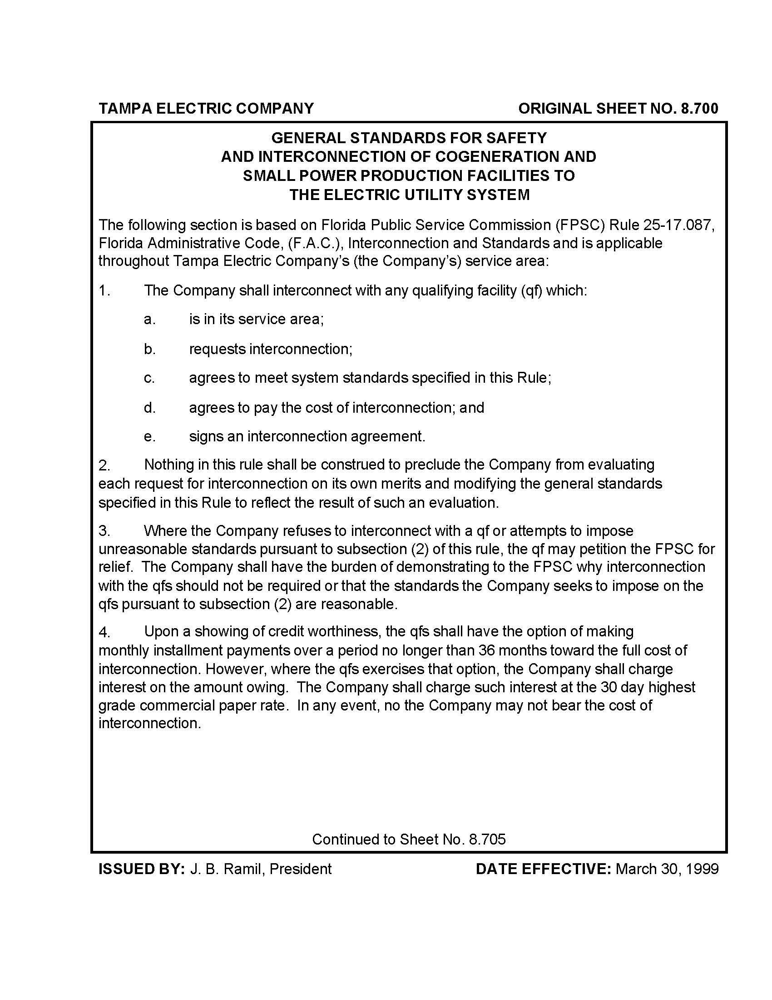 TAMPA ELECTRIC COMPANY ORIGINAL SHEET NO. 8.700
GENERAL STANDARDS FOR SAFETY
AND INTERCONNECTION OF COGENERATION AND
SMALL POWER PRODUCTION FACILITIES TO
THE ELECTRIC UTILITY SYSTEM
The following section is based on Florida Public Service Commission (FPSC) Rule 25-17.087,
Florida Administrative Code, (F.A.C.), Interconnection and Standards and is applicable
throughout Tampa Electric Company’s (the Company’s) service area:
1. The Company shall interconnect with any qualifying facility (qf) which:
a. is in its service area;
b. requests interconnection;
c. agrees to meet system standards specified in this Rule;
d. agrees to pay the cost of interconnection; and
e. signs an interconnection agreement.
2. Nothing in this rule shall be construed to preclude the Company from evaluating
each request for interconnection on its own merits and modifying the general standards
specified in this Rule to reflect the result of such an evaluation.
3. Where the Company refuses to interconnect with a qf or attempts to impose
unreasonable standards pursuant to subsection (2) of this rule, the qf may petition the FPSC for
relief. The Company shall have the burden of demonstrating to the FPSC why interconnection
with the qfs should not be required or that the standards the Company seeks to impose on the
qfs pursuant to subsection (2) are reasonable.
4. Upon a showing of credit worthiness, the qfs shall have the option of making
monthly installment payments over a period no longer than 36 months toward the full cost of
interconnection. However, where the qfs exercises that option, the Company shall charge
interest on the amount owing. The Company shall charge such interest at the 30 day highest
grade commercial paper rate. In any event, no the Company may not bear the cost of
interconnection.
Continued to Sheet No. 8.705
ISSUED BY: J. B. Ramil, President DATE EFFECTIVE: March 30, 1999